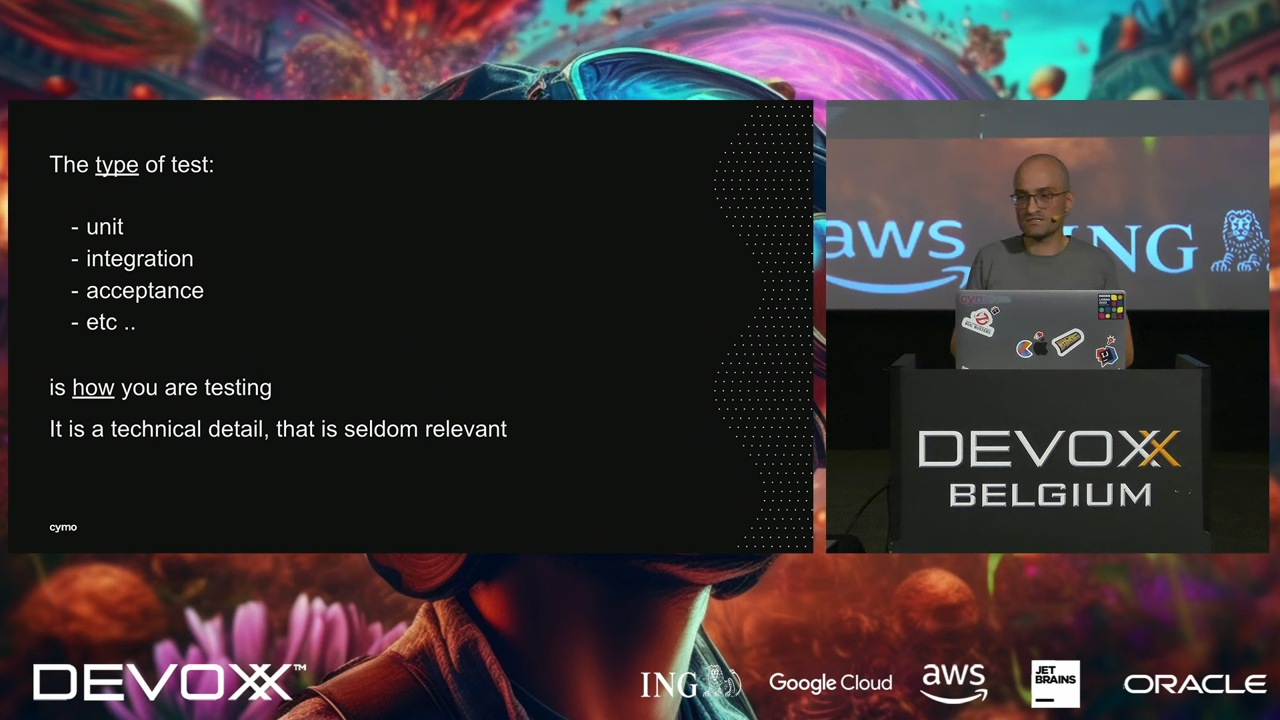 The type of test:
- unit
- integration
- acceptance
- etc ..
is how you are testing
It is a technical detail, that is seldom relevant
cymo
aws
ING
DEVOXX
BELGIUM
DEVOXX™
ING
Google Cloud
aws
JET
BRAINS
ORACLE